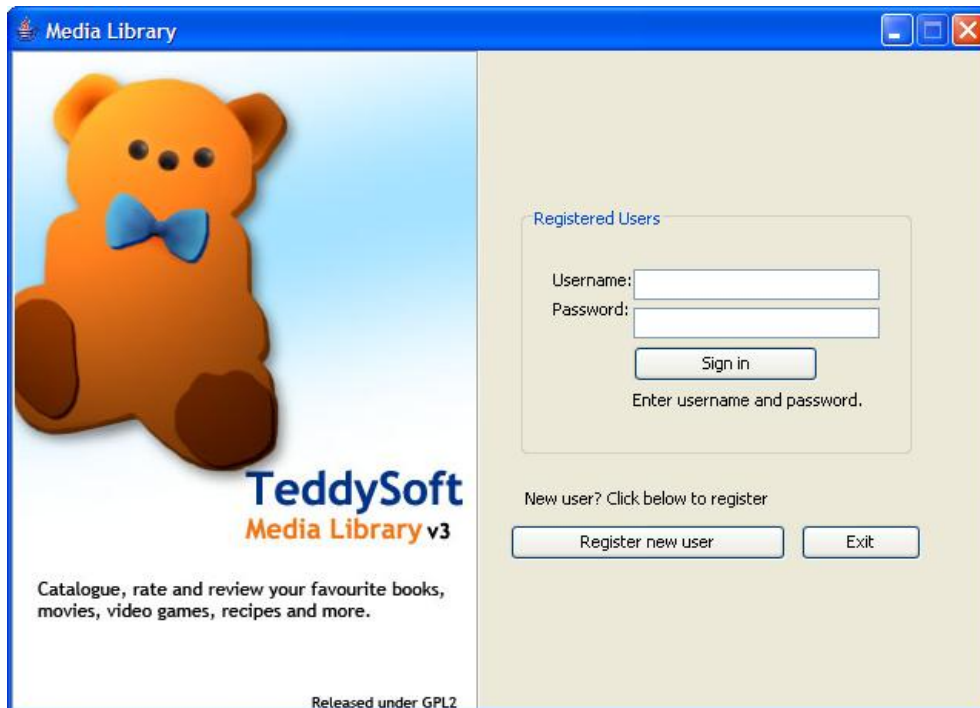 Media Library
TeddySoft
Media Library v3
Catalogue, rate and review your favourite books,
movies, video games, recipes and more.
Released under GPL2
Registered Users
Username:
Password:
Sign in
Enter username and password.
New user? Click below to register
Register new user
Exit